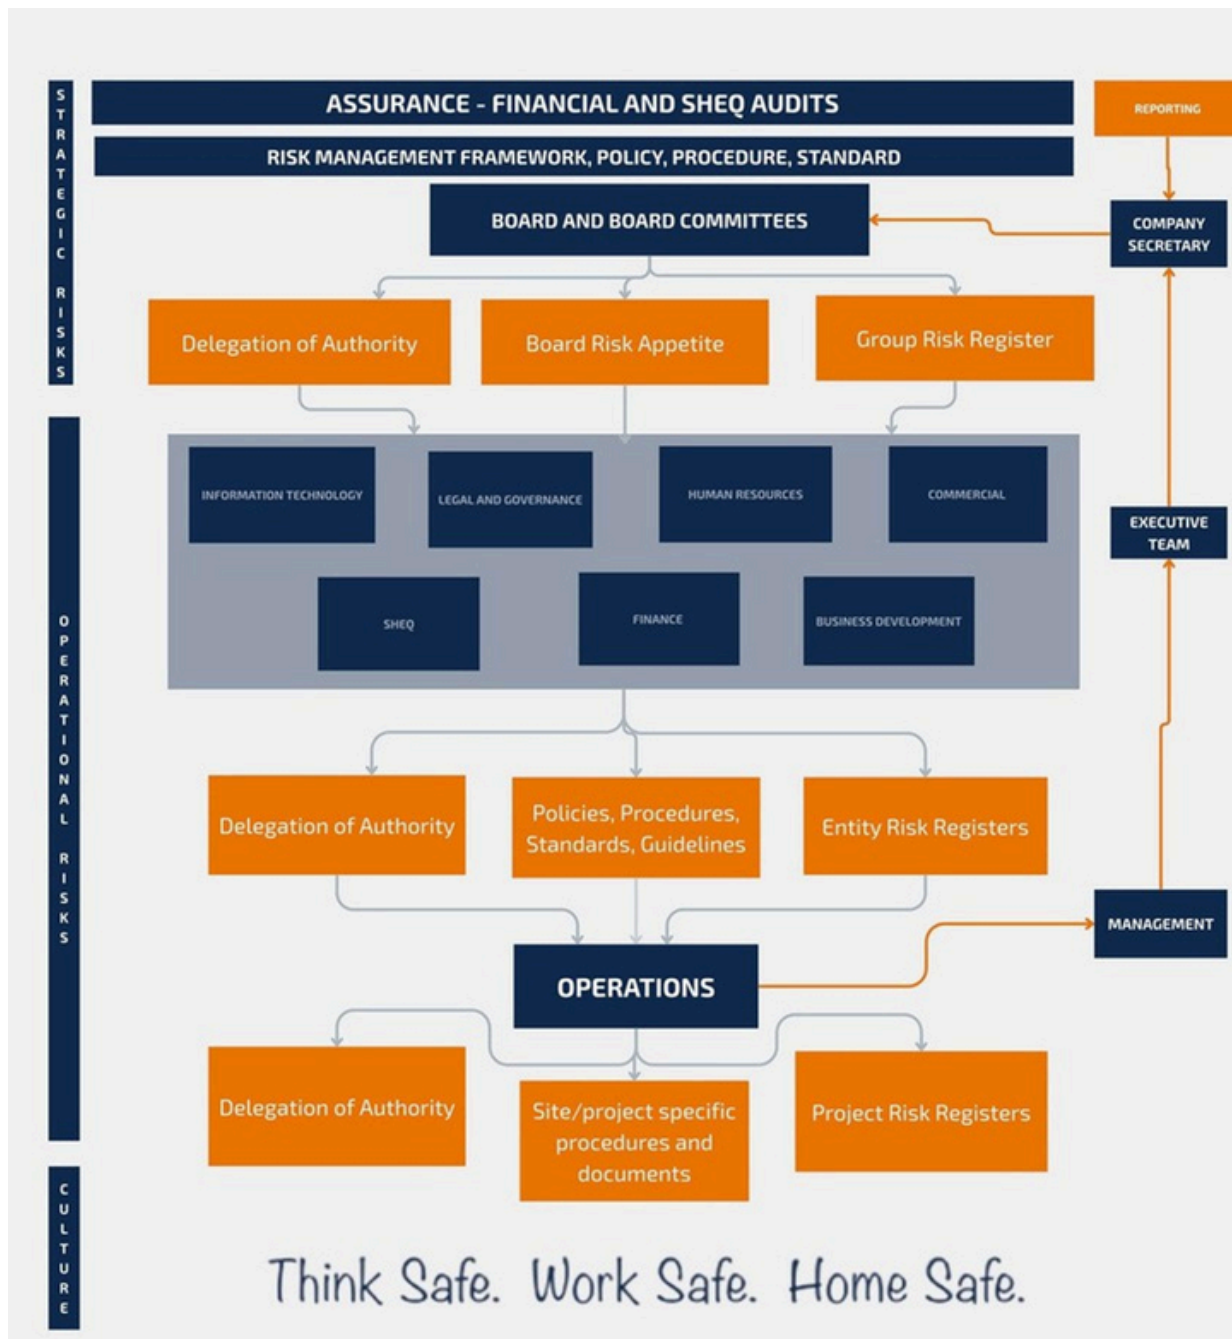 STRATEGIC RISKS
ASSURANCE - FINANCIAL AND SHEQ AUDITS
REPORTING
RISK MANAGEMENT FRAMEWORK, POLICY, PROCEDURE, STANDARD
BOARD AND BOARD COMMITTEES
COMPANY
SECRETARY
Delegation of Authority
Board Risk Appetite
Group Risk Register
OPERATIONAL RISKS
INFORMATION TECHNOLOGY
LEGAL AND GOVERNANCE
HUMAN RESOURCES
COMMERCIAL
EXECUTIVE
TEAM
SHEQ
FINANCE
BUSINESS DEVELOPMENT
Delegation of Authority
Policies, Procedures,
Standards, Guidelines
Entity Risk Registers
MANAGEMENT
OPERATIONS
Delegation of Authority
Site/project specific
procedures and
documents
Project Risk Registers
CULTURE
Think Safe. Work Safe. Home Safe.